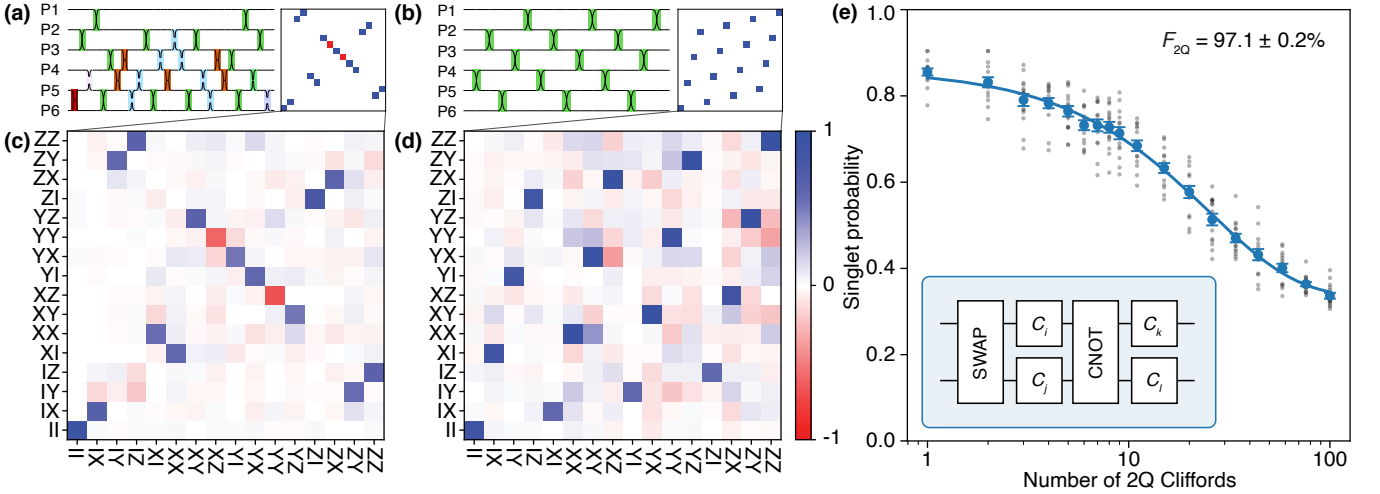 (a)
P1
P2
P3
P4
P5
P6
(b)
P1
P2
P3
P4
P5
P6
(c)
ZZ
ZY
ZX
ZI
YZ
YY
YX
YI
XZ
XY
XX
XI
IZ
IY
IX
II
II
IX
IY
IZ
XI
XX
XY
XZ
YI
YX
YY
YZ
ZI
ZX
ZY
ZZ
(d)
ZZ
ZY
ZX
ZI
YZ
YY
YX
YI
XZ
XY
XX
XI
IZ
IY
IX
II
II
IX
IY
IZ
XI
XX
XY
XZ
YI
YX
YY
YZ
ZI
ZX
ZY
ZZ
1
0
-1
(e)
F2Q = 97.1 ± 0.2%
Singlet probability
1.0
0.8
0.6
0.4
0.2
0.0
SWAP
Ci
Cj
CNOT
Ck
Cl
1
10
100
Number of 2Q Cliffords